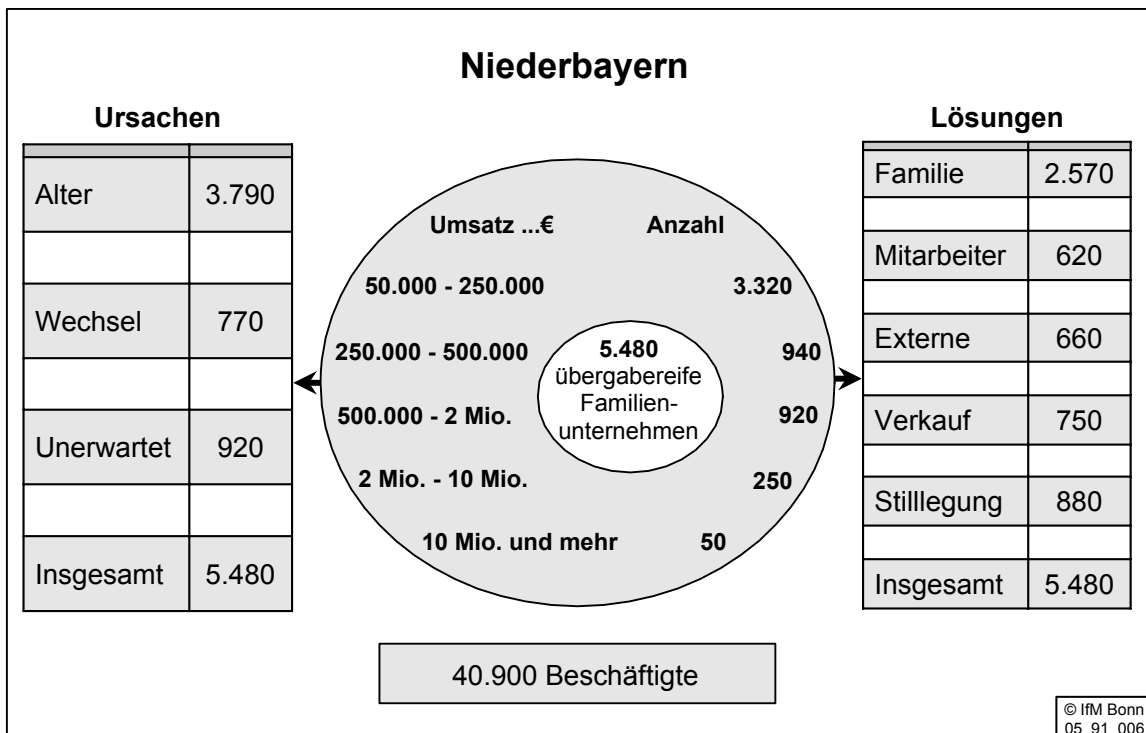 Niederbayern
Ursachen
Alter 3.790
Wechsel 770
Unerwartet 920
Insgesamt 5.480
Umsatz ...€ Anzahl
50.000 - 250.000 3.320
250.000 - 500.000 940
500.000 - 2 Mio. 920
2 Mio. - 10 Mio. 250
10 Mio. und mehr 50
5.480
übergabereife
Familien-
unternehmen
Lösungen
Familie 2.570
Mitarbeiter 620
Externe 660
Verkauf 750
Stilllegung 880
Insgesamt 5.480
40.900 Beschäftigte
© IfM Bonn
05 91 006